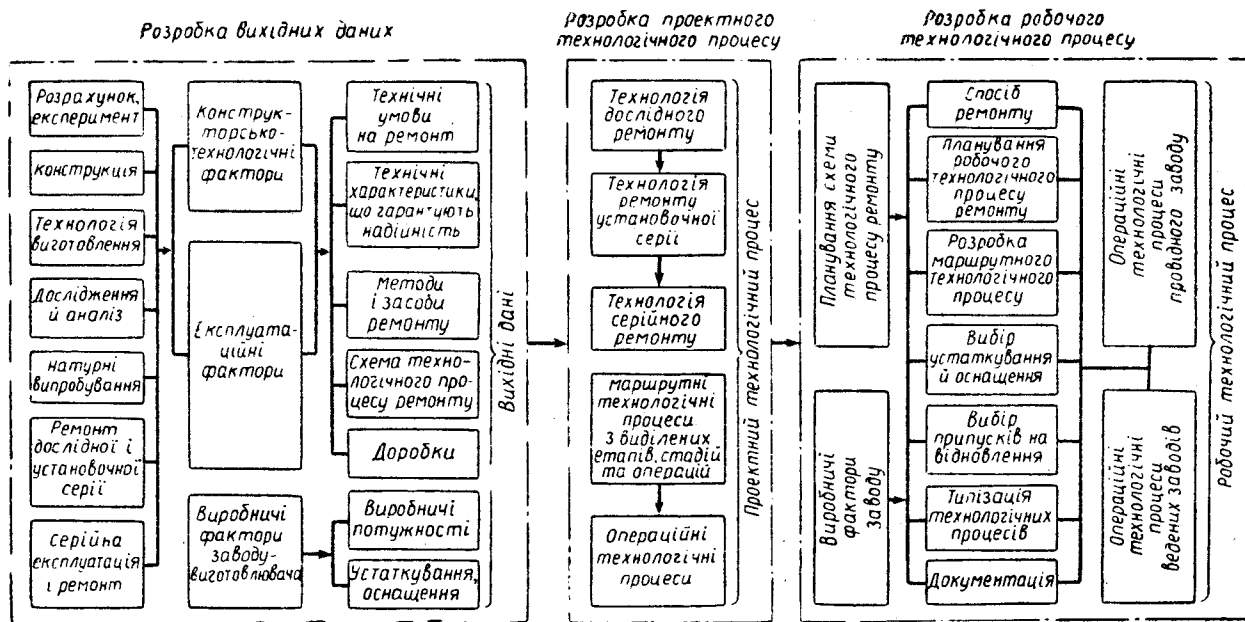 Розробка вихідних даних
Розрахунок,
експеримент
конструкція
Технологія
виготовлення
Дослідження
й аналіз
натурні
випробування
Ремонт
дослідної і
установочної
серії
Серійна
експлуатація
і ремонт
Конструк-
торсько-
технологічні
фактори
Експлуата-
ційні
фактори
Виробничі
фактори
заводу-
виготовлювача
Технічні
умови
на ремонт
Технічні
характеристики,
що гарантують
надійність
Методи
і засоби
ремонту
Схема техно-
логічного про-
цесу ремонту
Доробки
Виробничі
потужності
Устаткування,
оснащення
Вихідні дані
Розробка проектного
технологічного процесу
Технологія
дослідного
ремонту
Технологія
ремонту
установочної
серії
Технологія
серійного
ремонту
маршрутні
технологічні
процеси
з виділених
етапів, стадій
та операцій
Операційні
технологічні
процеси
Проектний технологічний процес
Розробка робочого
технологічного процесу
Планування схеми
технологічного
процесу ремонту
Виробничі
фактори
заводу
Спосіб
ремонту
Планування
робочого
технологічного
процесу
ремонту
Розробка
маршрутного
технологічного
процесу
Вибір
устаткування
й оснащення
Вибір
припусків на
відновлення
Типізація
технологічних
процесів
Документація
Операційні
технологічні
процеси
провідного заводу
Операційні
технологічні
процеси
ведених заводів
Робочий технологічний процес